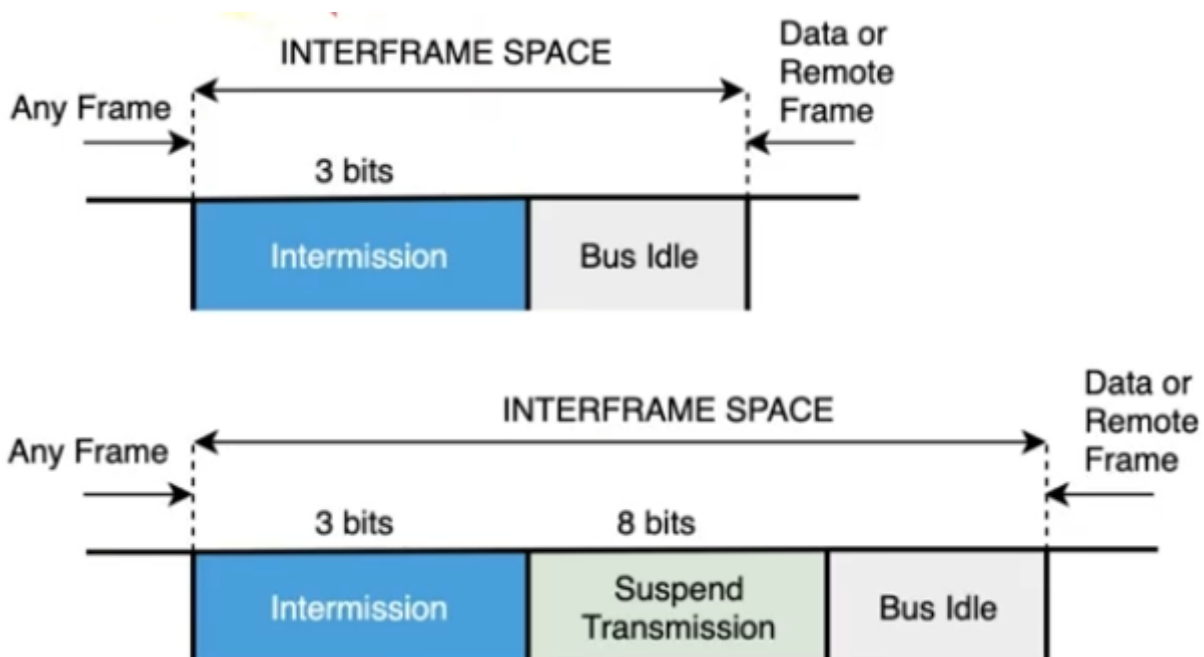 INTERFRAME SPACE
Data or
Remote
Frame
Any Frame
3 bits
Intermission
Bus Idle
INTERFRAME SPACE
Data or
Remote
Frame
Any Frame
3 bits
8 bits
Intermission
Suspend
Transmission
Bus Idle